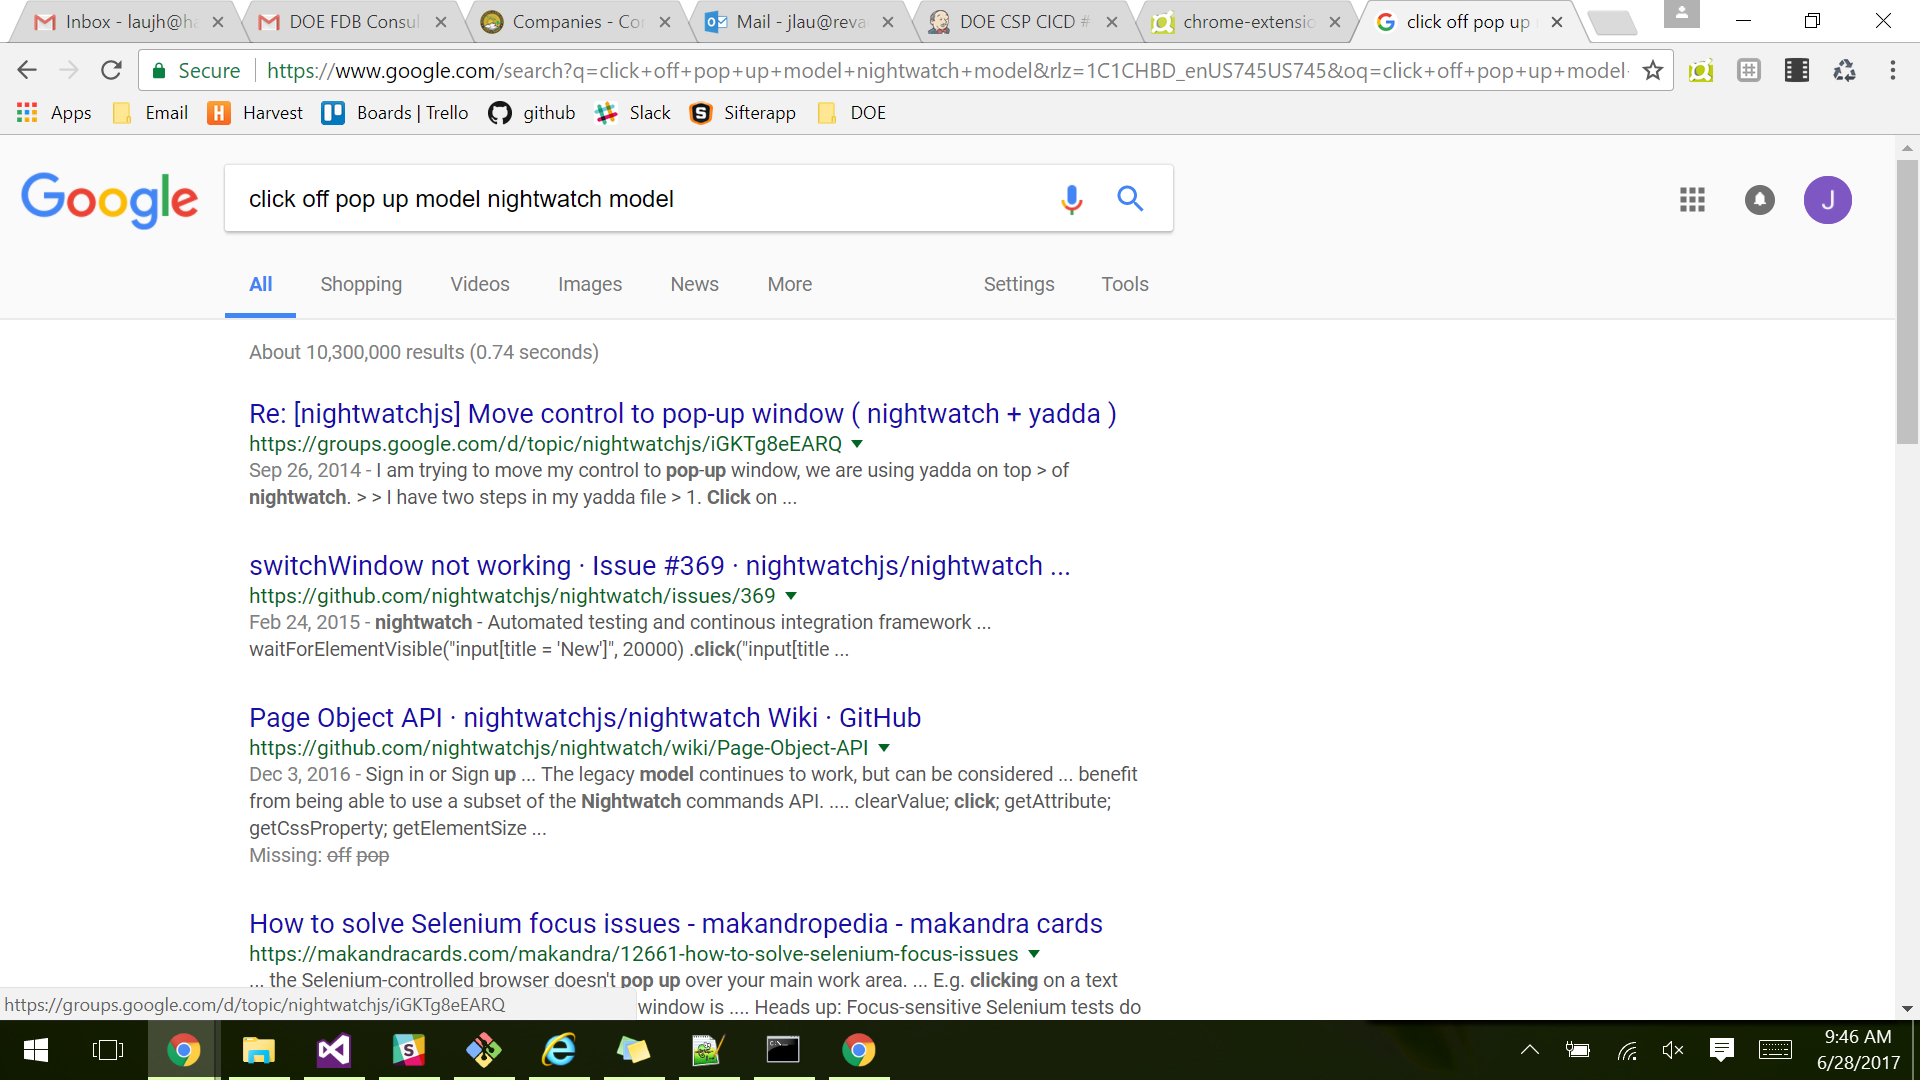 Inbox - laujh@ha
DOE FDB Consul
Companies - Co
Mail - jlau@reva
DOE CSP CICD #
chrome-extensio
click off pop up
Secure
https://www.google.com/search?q=click+off+pop+up+model+nightwatch+model&rlz=1C1CHBD_enUS745US745&oq=click+off+pop+up+model-
Apps
Email
Harvest
Boards | Trello
github
Slack
Sifterapp
DOE
Google
click off pop up model nightwatch model
J
All
Shopping
Videos
Images
News
More
Settings
Tools
About 10,300,000 results (0.74 seconds)
Re: [nightwatchjs] Move control to pop-up window ( nightwatch + yadda )
https://groups.google.com/d/topic/nightwatchjs/iGKTg8eEARQ
Sep 26, 2014 - I am trying to move my control to pop-up window, we are using yadda on top > of
nightwatch. > > I have two steps in my yadda file > 1. Click on ...
switchWindow not working · Issue #369 · nightwatchjs/nightwatch ...
https://github.com/nightwatchjs/nightwatch/issues/369
Feb 24, 2015 - nightwatch - Automated testing and continous integration framework ...
waitForElementVisible("input[title = 'New']", 20000) .click("input[title ...
Page Object API · nightwatchjs/nightwatch Wiki · GitHub
https://github.com/nightwatchjs/nightwatch/wiki/Page-Object-API
Dec 3, 2016 - Sign in or Sign up ... The legacy model continues to work, but can be considered ... benefit
from being able to use a subset of the Nightwatch commands API. .... clearValue; click; getAttribute;
getCssProperty; getElementSize ...
Missing: off pop
How to solve Selenium focus issues - makandropedia - makandra cards
https://makandracards.com/makandra/12661-how-to-solve-selenium-focus-issues
... the Selenium-controlled browser doesn't pop up over your main work area. ... E.g. clicking on a text
window is .... Heads up: Focus-sensitive Selenium tests do
https://groups.google.com/d/topic/nightwatchjs/iGKTg8eEARQ
9:46 AM
6/28/2017